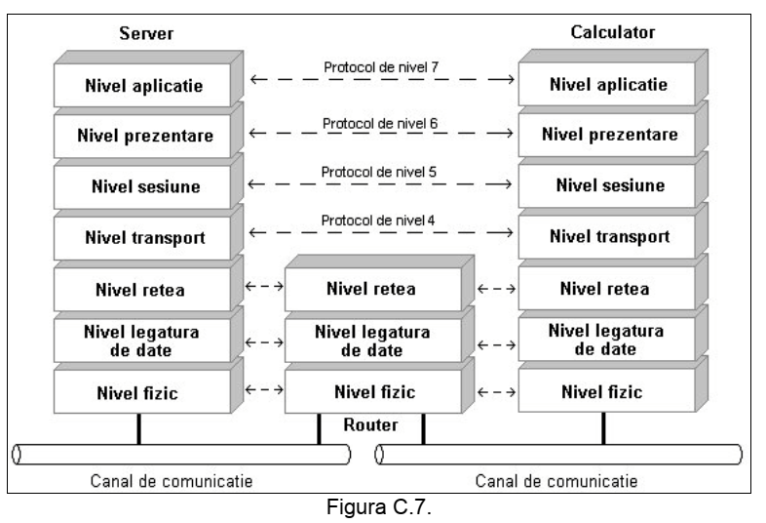 Server
Calculator
Nivel aplicatie
Protocol de nivel 7
Nivel aplicatie
Nivel prezentare
Protocol de nivel 6
Nivel prezentare
Nivel sesiune
Protocol de nivel 5
Nivel sesiune
Nivel transport
Protocol de nivel 4
Nivel transport
Nivel retea
Nivel retea
Nivel retea
Nivel legatura
de date
Nivel legatura
de date
Nivel legatura
de date
Nivel fizic
Nivel fizic
Nivel fizic
Router
Canal de comunicatie
Canal de comunicatie
Figura C.7.